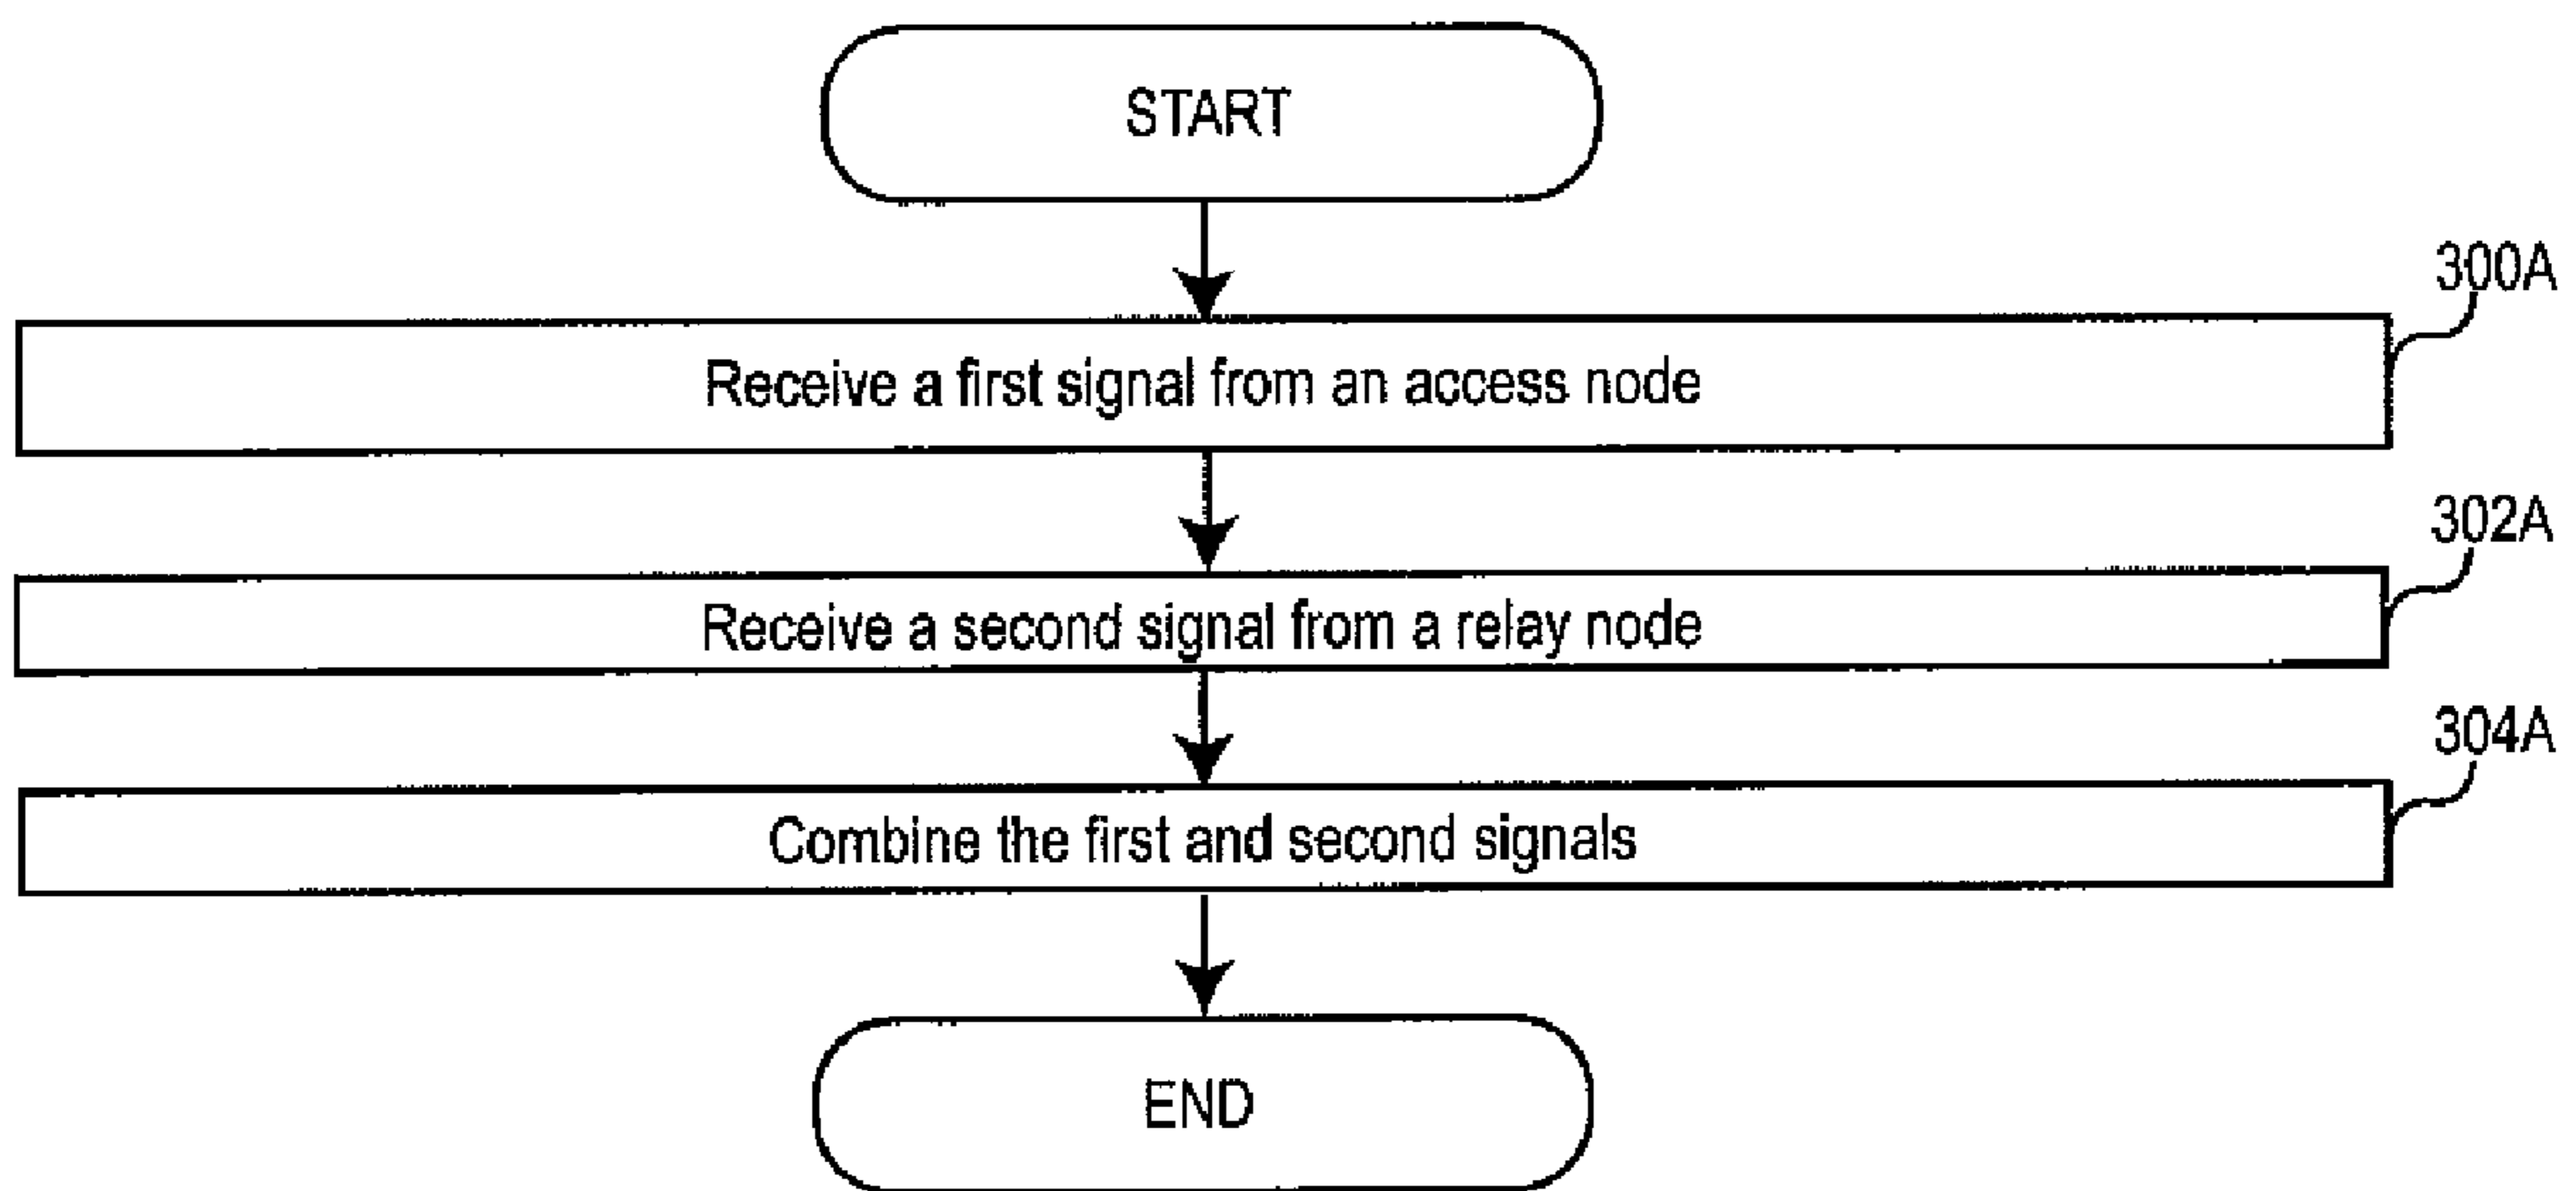 START
300A
Receive a first signal from an access node
302A
Receive a second signal from a relay node
304A
Combine the first and second signals
END